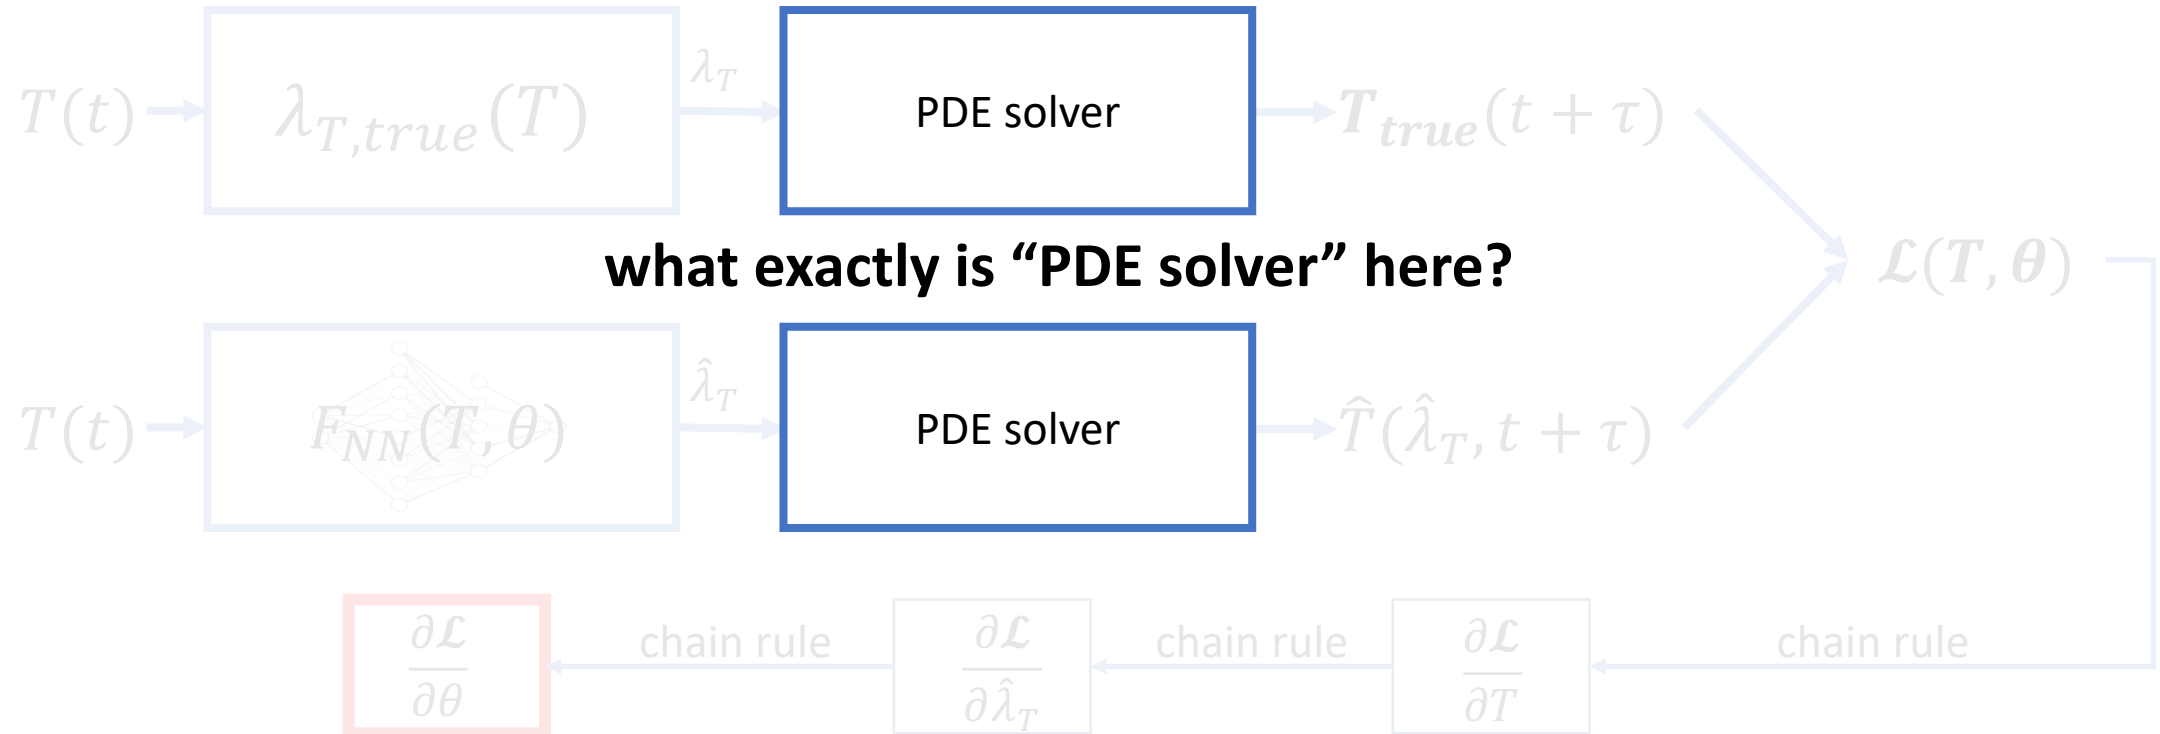 T(t) λ_{T,true}(T) λ_T PDE solver T_{true}(t + τ)
what exactly is “PDE solver” here?
ℒ(T, θ)
T(t) F_{NN}(T, θ) λ̂_T PDE solver T̂(λ̂_T, t + τ)
∂ℒ/∂θ chain rule ∂ℒ/∂λ̂_T chain rule ∂ℒ/∂T chain rule